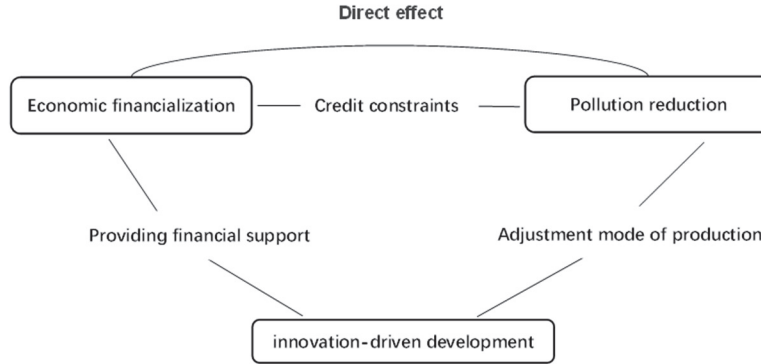 Direct effect
Economic financialization
Credit constraints
Pollution reduction
Providing financial support
Adjustment mode of production
innovation-driven development